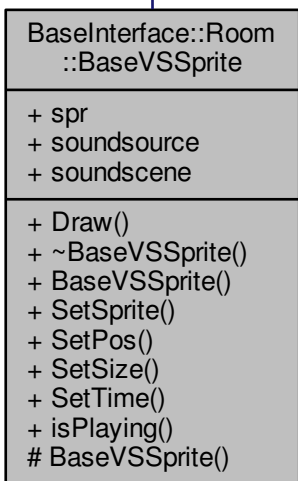 BaseInterface::Room
::BaseVSSprite
+ spr
+ soundsource
+ soundscene
+ Draw()
+ ~BaseVSSprite()
+ BaseVSSprite()
+ SetSprite()
+ SetPos()
+ SetSize()
+ SetTime()
+ isPlaying()
# BaseVSSprite()